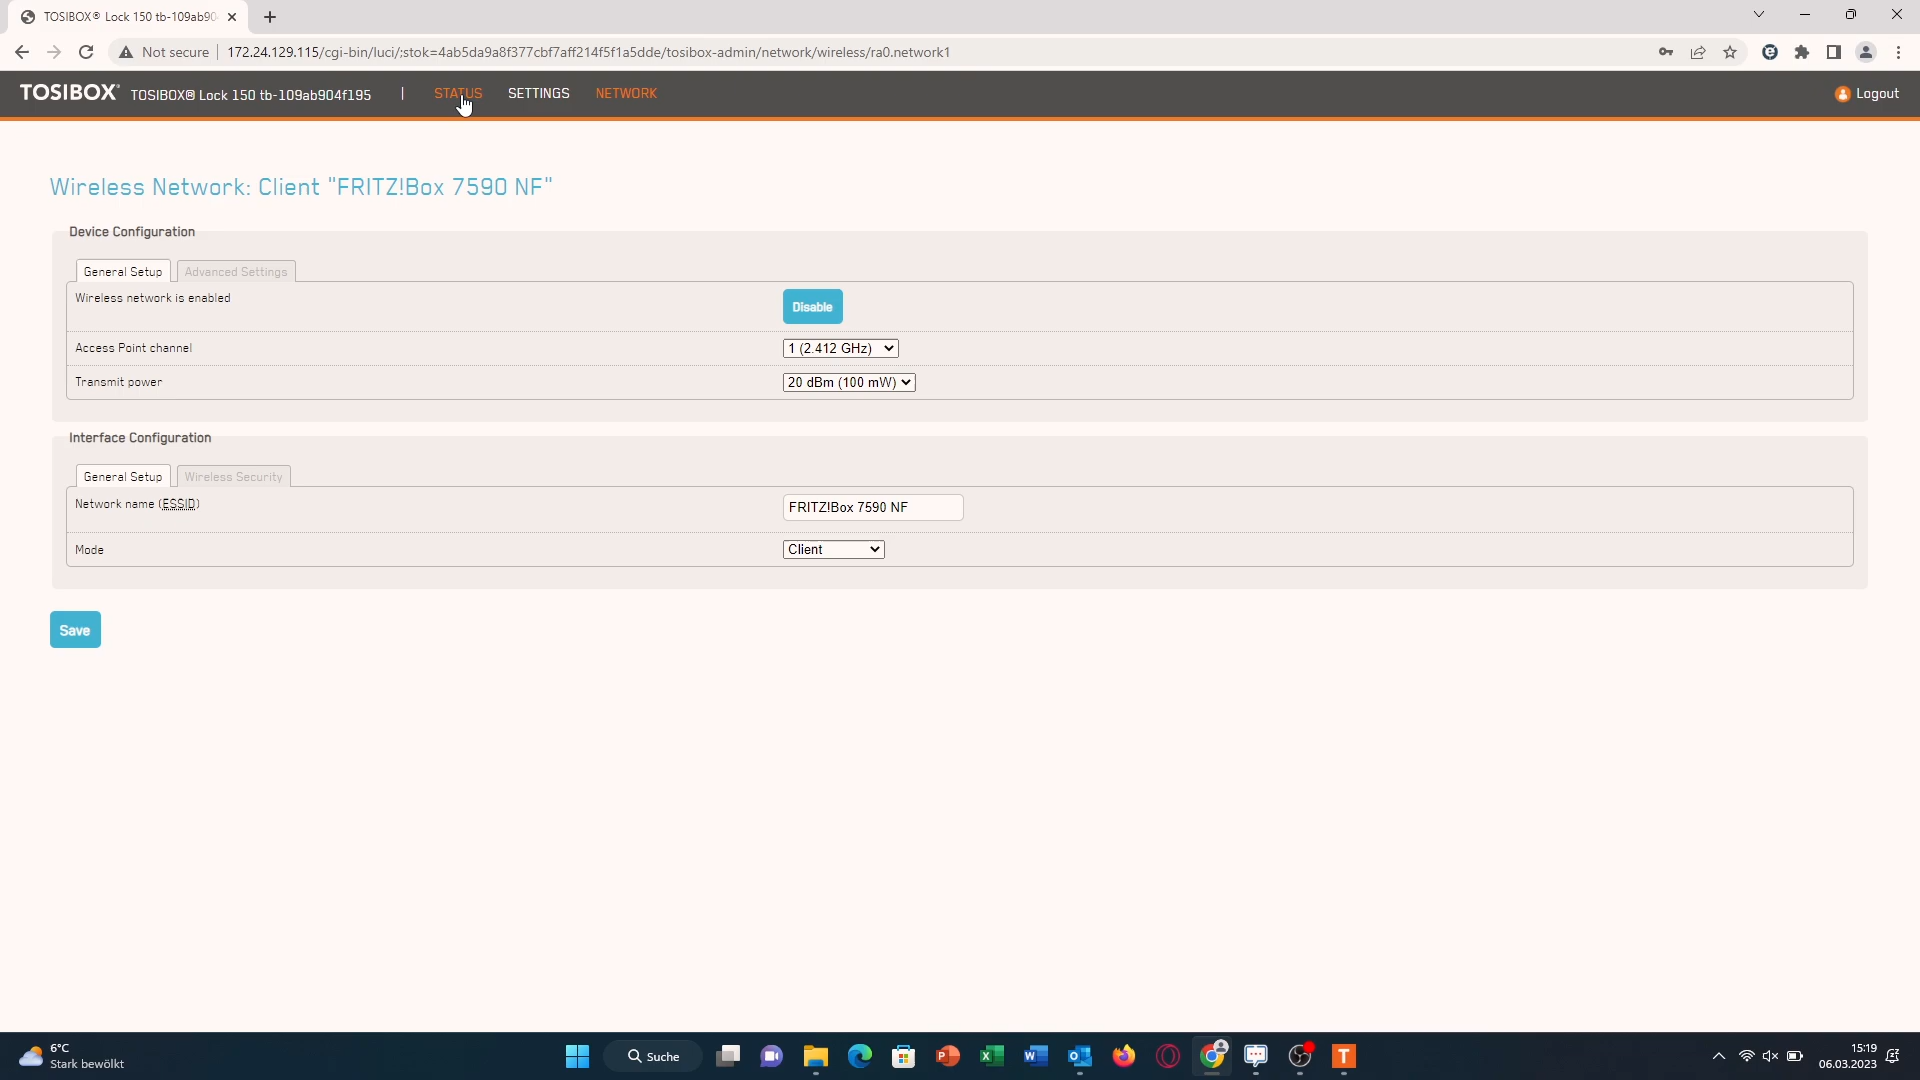 TOSIBOX® Lock 150 tb-109ab90
Not secure
172.24.129.115/cgi-bin/luci/;stok=4ab5da9a8f377cbf7aff214f5f1a5dde/tosibox-admin/network/wireless/ra0.network1
TOSIBOX® TOSIBOX® Lock 150 tb-109ab904f195 | STATUS SETTINGS NETWORK Logout
Wireless Network: Client "FRITZ!Box 7590 NF"
Device Configuration
General Setup Advanced Settings
Wireless network is enabled Disable
Access Point channel 1 (2.412 GHz)
Transmit power 20 dBm (100 mW)
Interface Configuration
General Setup Wireless Security
Network name (ESSID) FRITZ!Box 7590 NF
Mode Client
Save
6°C
Stark bewölkt
Suche
15:19
06.03.2023